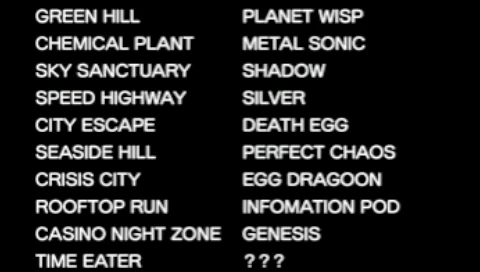 GREEN HILL
CHEMICAL PLANT
SKY SANCTUARY
SPEED HIGHWAY
CITY ESCAPE
SEASIDE HILL
CRISIS CITY
ROOFTOP RUN
CASINO NIGHT ZONE
TIME EATER
PLANET WISP
METAL SONIC
SHADOW
SILVER
DEATH EGG
PERFECT CHAOS
EGG DRAGOON
INFOMATION POD
GENESIS
???